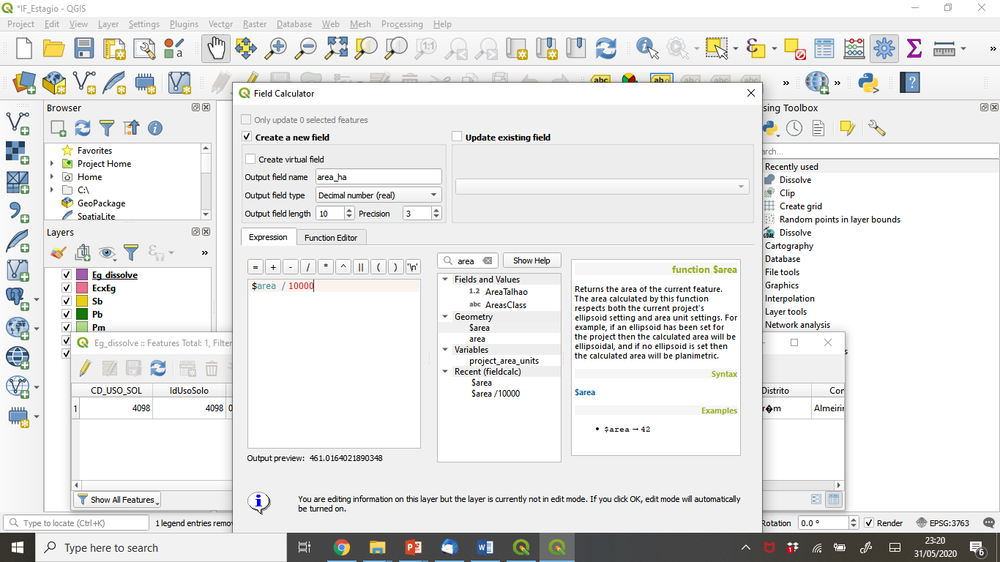 *IF_Estagio - QGIS
Project Edit View Layer Settings Plugins Vector Raster Database Web Mesh Processing Help
Field Calculator
Only update 0 selected features
Create a new field
Update existing field
Create virtual field
Output field name area_ha
Output field type Decimal number (real)
Output field length 10 Precision 3
Expression Function Editor
= + - / * ^ || ( ) '\n'
$area / 10000
Output preview: 461.0164021890348
area
Show Help
Fields and Values
1.2 AreaTalhao
abc AreasClass
Geometry
$area
area
Variables
project_area_units
Recent (fieldcalc)
$area
$area /10000
function $area
Returns the area of the current feature.
The area calculated by this function
respects both the current project's
ellipsoid setting and area unit settings. For
example, if an ellipsoid has been set for
the project then the calculated area will be
ellipsoidal, and if no ellipsoid is set then
the calculated area will be planimetric.
Syntax
$area
Examples
• $area → 42
You are editing information on this layer but the layer is currently not in edit mode. If you click OK, edit mode will automatically
be turned on.
Browser
Favorites
Project Home
Home
C:\
GeoPackage
SpatiaLite
Layers
Eg_dissolve
EcxEg
Sb
Pb
Pm
Eg_dissolve :: Features Total: 1, Filter
CD_USO_SOL IdUsoSolo
1 4098 4098 0
Distrito Con
r�m Almeirin
Show All Features
sing Toolbox
arch...
Recently used
Dissolve
Clip
Create grid
Random points in layer bounds
GDAL Dissolve
Cartography
Database
File tools
Graphics
Interpolation
Layer tools
Network analysis
s
Type to locate (Ctrl+K)
1 legend entries remov
Rotation 0.0 °
Render
EPSG:3763
Type here to search
23:20
31/05/2020
6